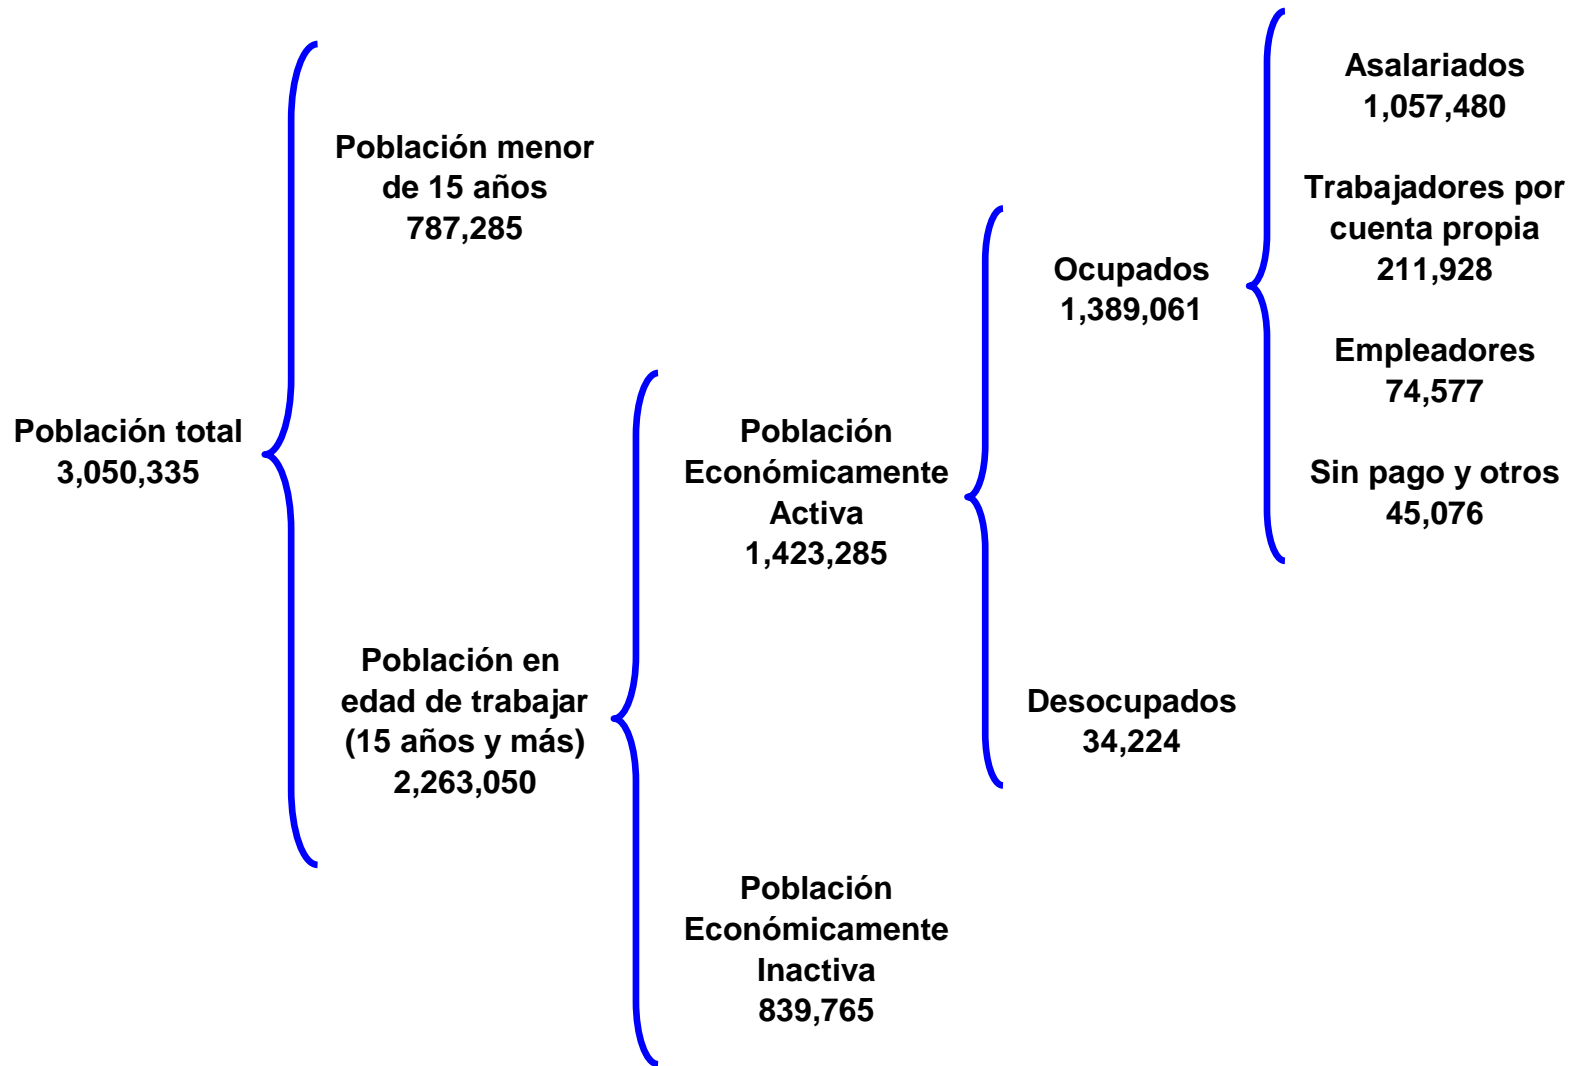 Población total
3,050,335
Población menor
de 15 años
787,285
Población en
edad de trabajar
(15 años y más)
2,263,050
Población
Económicamente
Activa
1,423,285
Población
Económicamente
Inactiva
839,765
Ocupados
1,389,061
Desocupados
34,224
Asalariados
1,057,480
Trabajadores por
cuenta propia
211,928
Empleadores
74,577
Sin pago y otros
45,076